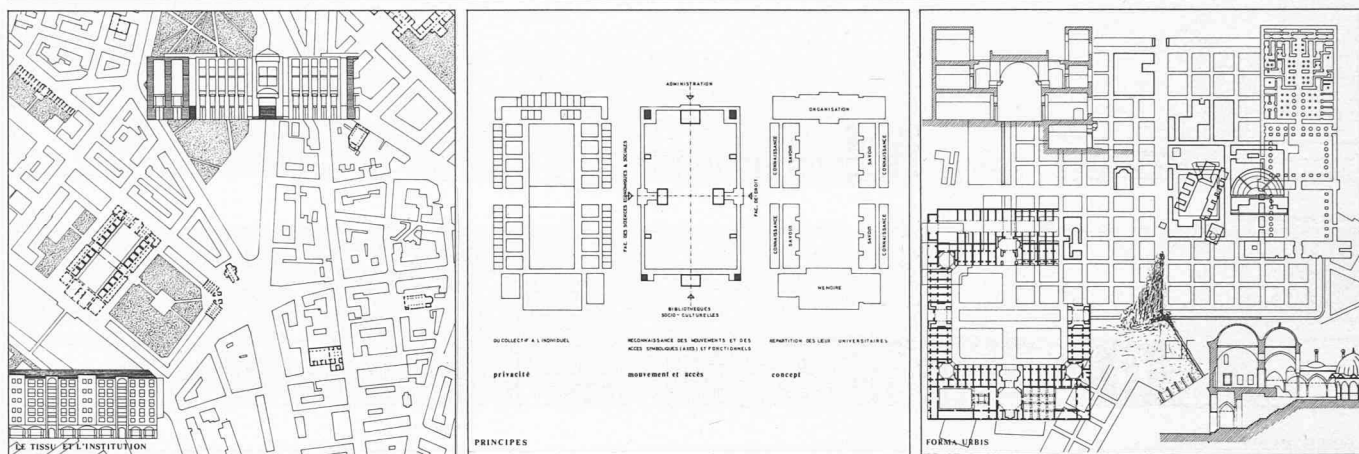 LE TISSU ET L'INSTITUTION
ADMINISTRATION
FAC. DES SCIENCES ECONOMIQUES & SOCIALES
FAC. DE DROIT
BIBLIOTHEQUES
SOCIO-CULTURELLES
ORGANISATION
CONNAISSANCE
SAVOIR
SAVOIR
CONNAISSANCE
CONNAISSANCE
SAVOIR
SAVOIR
CONNAISSANCE
MEMOIRE
DU COLLECTIF A L'INDIVIDUEL
RECONNAISSANCE DES MOUVEMENTS ET DES
ACCES SYMBOLIQUES (AXES) ET FONCTIONNELS
REPARTITION DES LIEUX UNIVERSITAIRES
privacité
mouvement et accès
concept
PRINCIPES
FORMA URBIS